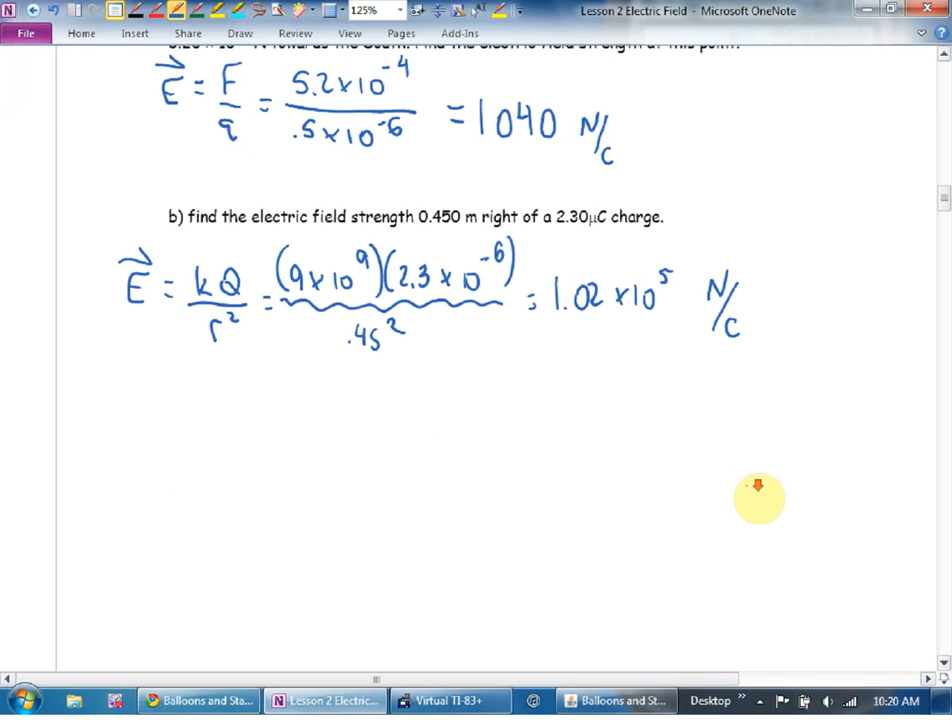 125%
Lesson 2 Electric Field - Microsoft OneNote
File Home Insert Share Draw Review View Pages Add-Ins
E = F/q = 5.2×10^-4 / .5×10^-6 = 1040 N/C
b) find the electric field strength 0.450 m right of a 2.30μC charge.
E = kQ/r^2 = (9×10^9)(2.3×10^-6) / .45^2 = 1.02×10^5 N/C
Balloons and Sta... Lesson 2 Electric... Virtual TI-83+ Balloons and St... Desktop 10:20 AM